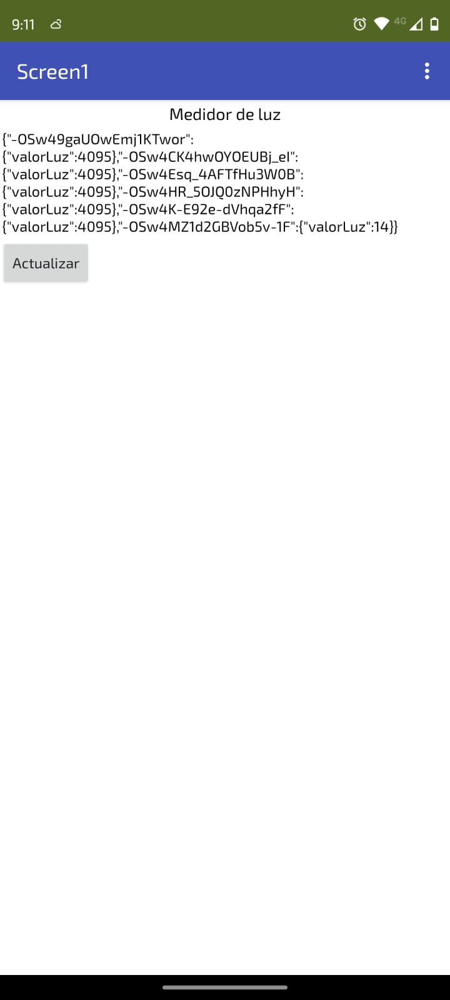 9:11
4G
Screen1
Medidor de luz
{"-OSw49gaUOwEmj1KTwor":
{"valorLuz":4095},"-OSw4CK4hwOYOEUBj_eI":
{"valorLuz":4095},"-OSw4Esq_4AFTfHu3W0B":
{"valorLuz":4095},"-OSw4HR_5OJQ0zNPHhyH":
{"valorLuz":4095},"-OSw4K-E92e-dVhqa2fF":
{"valorLuz":4095},"-OSw4MZ1d2GBVob5v-1F":{"valorLuz":14}}
Actualizar